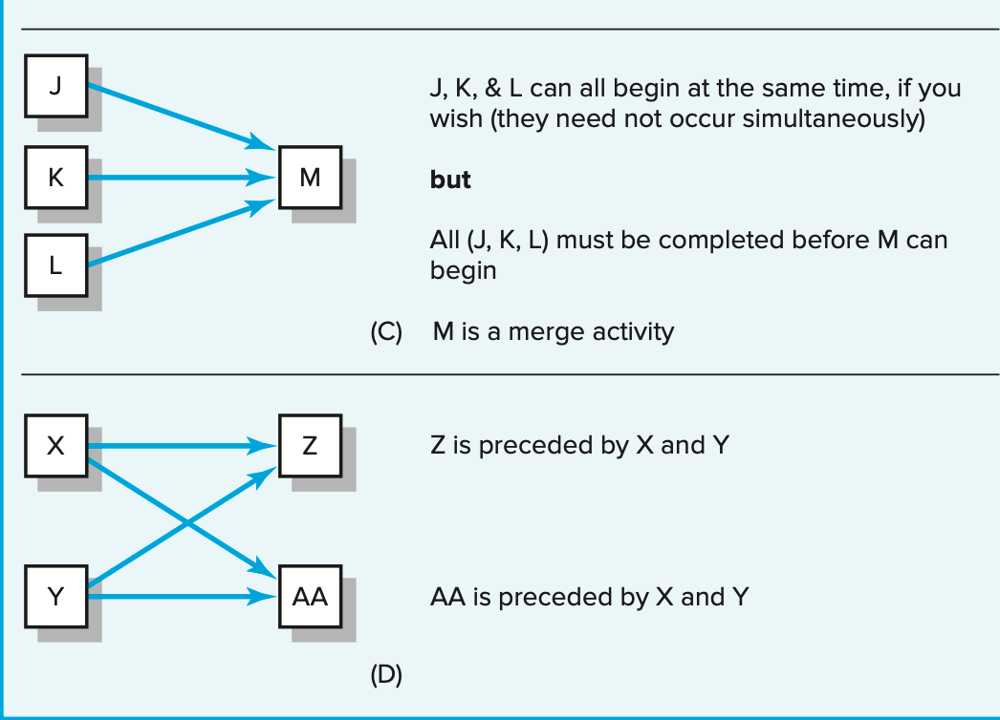 J
J, K, & L can all begin at the same time, if you
wish (they need not occur simultaneously)
K
M
but
L
All (J, K, L) must be completed before M can
begin
(C) M is a merge activity
X
Z
Z is preceded by X and Y
Y
AA
AA is preceded by X and Y
(D)